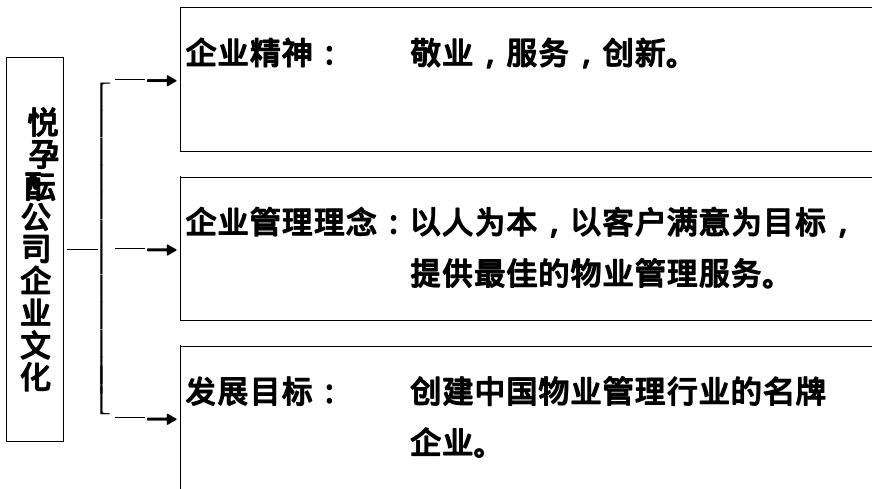 悦孕酝公司企业文化
企业精神： 敬业，服务，创新。
企业管理理念：以人为本，以客户满意为目标，
提供最佳的物业管理服务。
发展目标： 创建中国物业管理行业的名牌
企业。